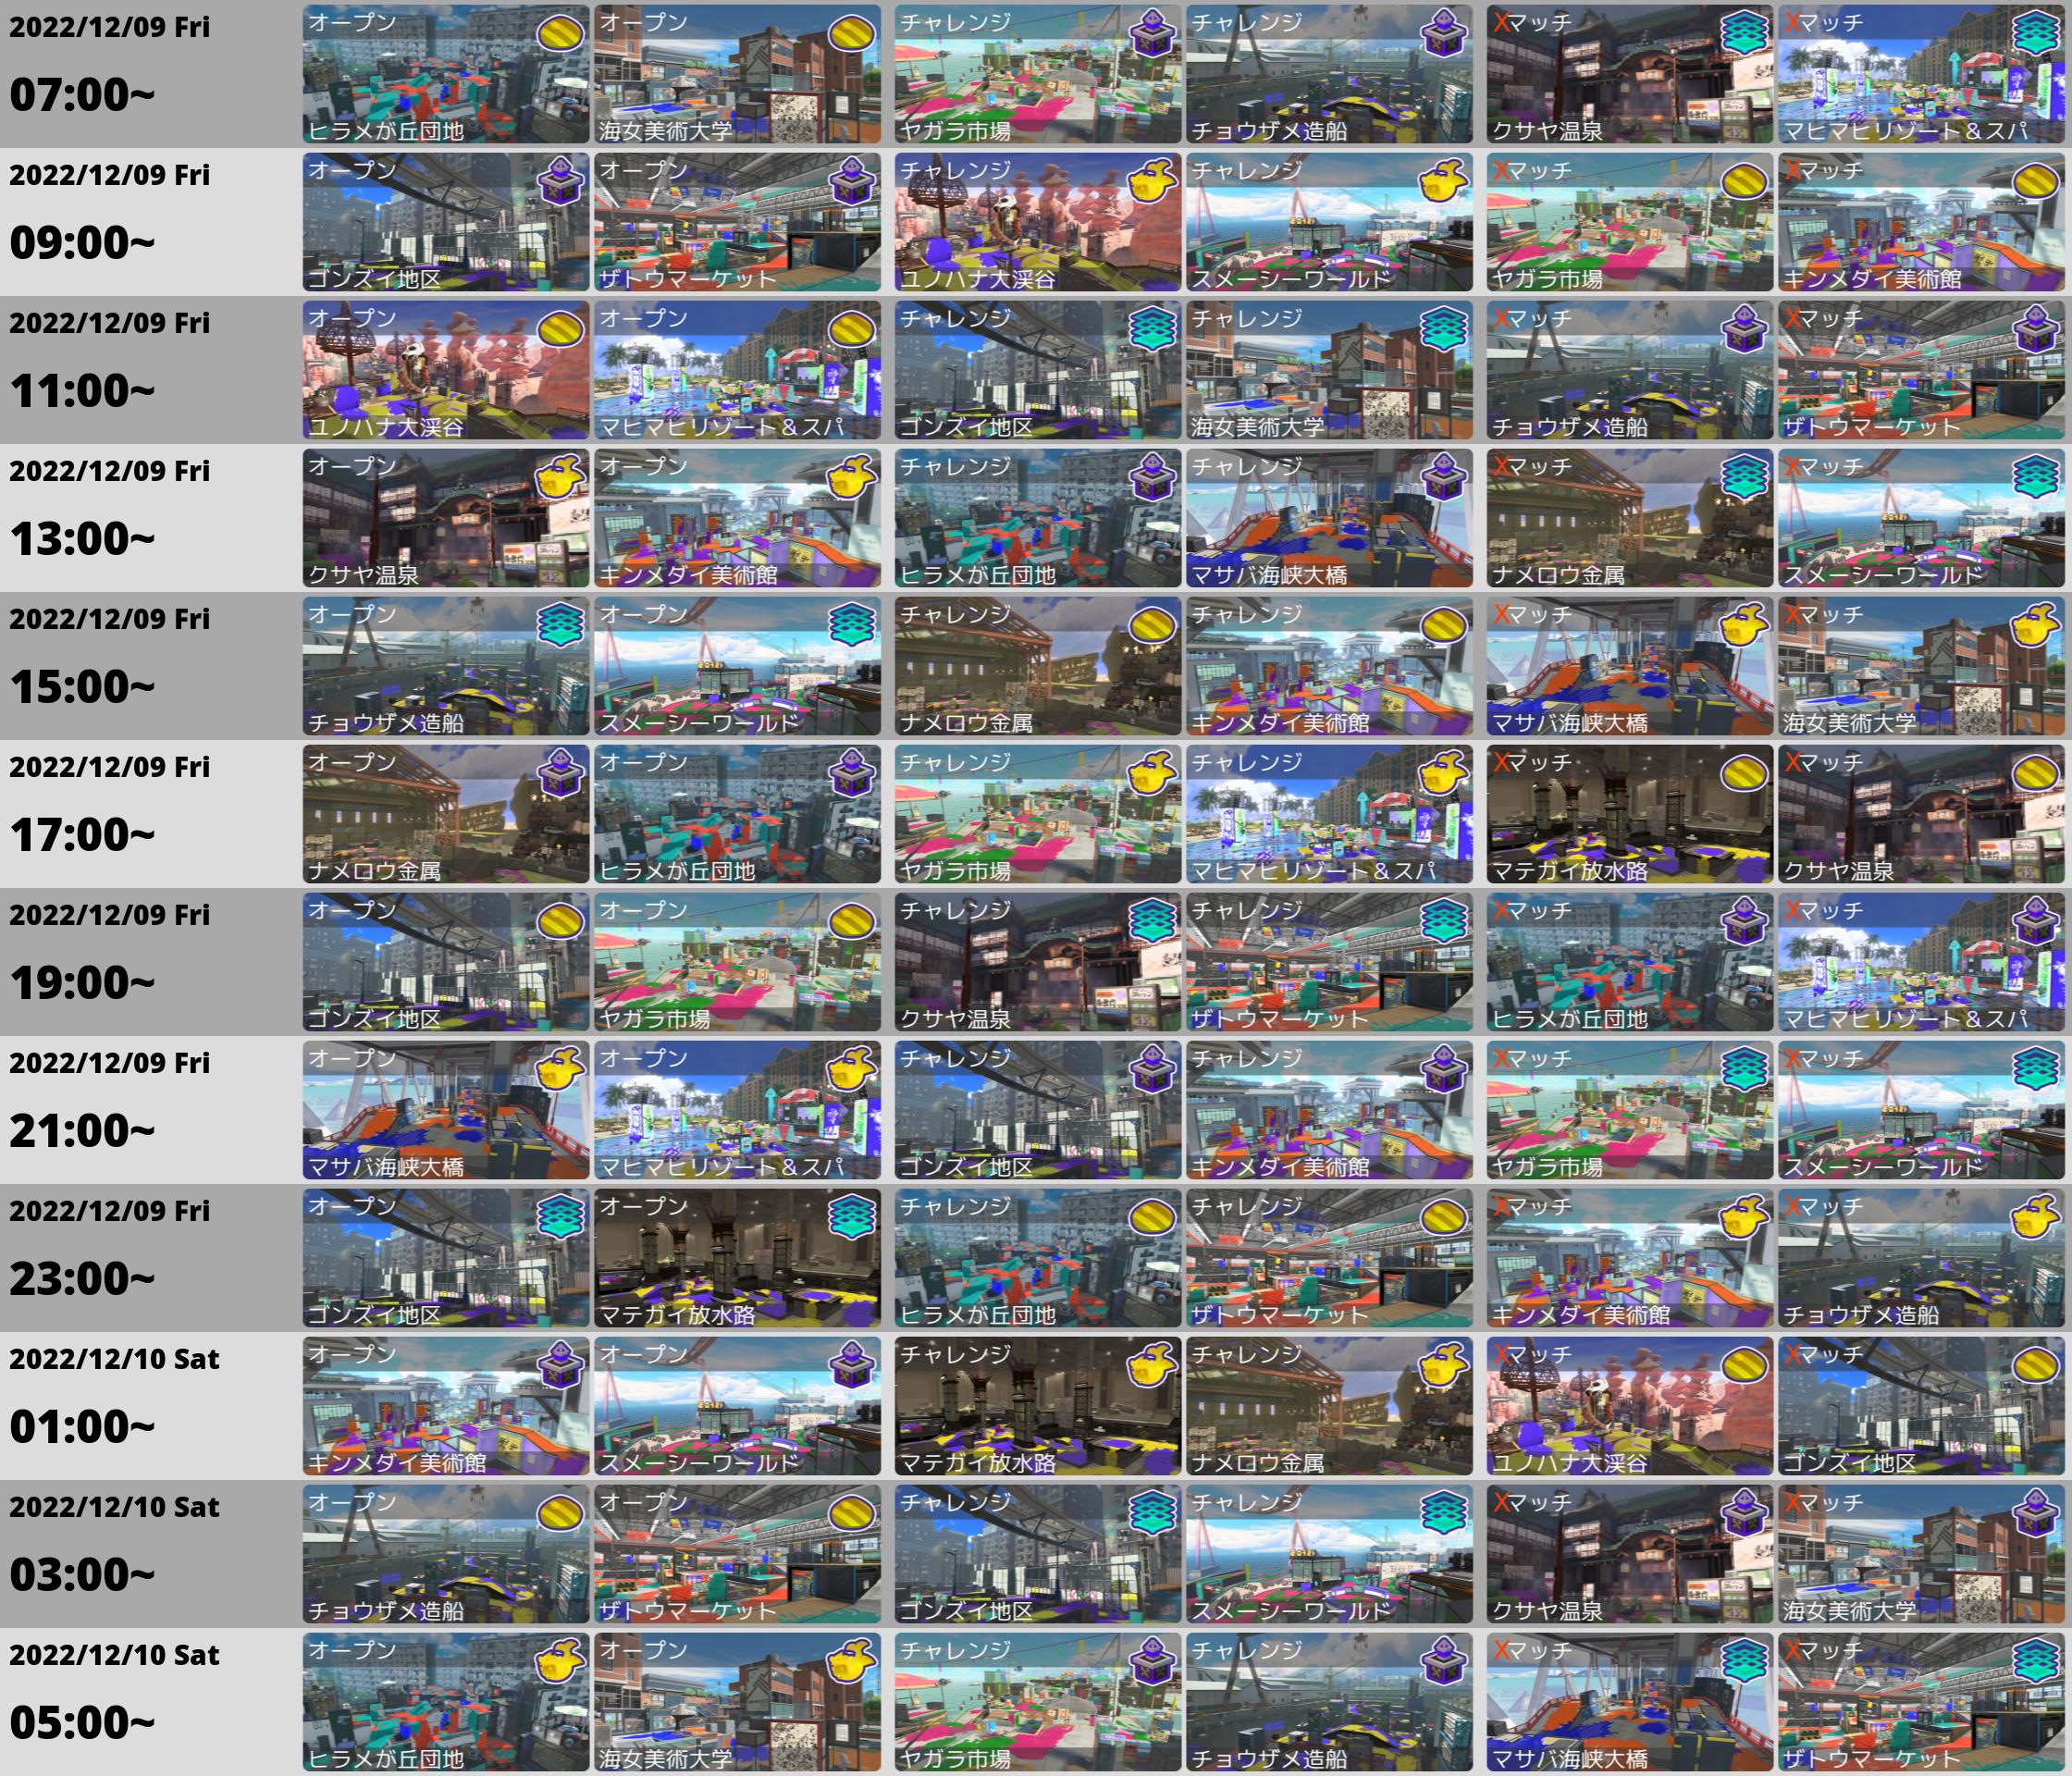 2022/12/09 Fri
07:00~
オープン
ヒラメが丘団地
オープン
海女美術大学
チャレンジ
ヤガラ市場
チャレンジ
チョウザメ造船
Xマッチ
クサヤ温泉
Xマッチ
マヒマヒリゾート＆スパ
2022/12/09 Fri
09:00~
オープン
ゴンズイ地区
オープン
ザトウマーケット
チャレンジ
ユノハナ大渓谷
チャレンジ
スメーシーワールド
Xマッチ
ヤガラ市場
Xマッチ
キンメダイ美術館
2022/12/09 Fri
11:00~
オープン
ユノハナ大渓谷
オープン
マヒマヒリゾート＆スパ
チャレンジ
ゴンズイ地区
チャレンジ
海女美術大学
Xマッチ
チョウザメ造船
Xマッチ
ザトウマーケット
2022/12/09 Fri
13:00~
オープン
クサヤ温泉
オープン
キンメダイ美術館
チャレンジ
ヒラメが丘団地
チャレンジ
マサバ海峡大橋
Xマッチ
ナメロウ金属
Xマッチ
スメーシーワールド
2022/12/09 Fri
15:00~
オープン
チョウザメ造船
オープン
スメーシーワールド
チャレンジ
ナメロウ金属
チャレンジ
キンメダイ美術館
Xマッチ
マサバ海峡大橋
Xマッチ
海女美術大学
2022/12/09 Fri
17:00~
オープン
ナメロウ金属
オープン
ヒラメが丘団地
チャレンジ
ヤガラ市場
チャレンジ
マヒマヒリゾート＆スパ
Xマッチ
マテガイ放水路
Xマッチ
クサヤ温泉
2022/12/09 Fri
19:00~
オープン
ゴンズイ地区
オープン
ヤガラ市場
チャレンジ
クサヤ温泉
チャレンジ
ザトウマーケット
Xマッチ
ヒラメが丘団地
Xマッチ
マヒマヒリゾート＆スパ
2022/12/09 Fri
21:00~
オープン
マサバ海峡大橋
オープン
マヒマヒリゾート＆スパ
チャレンジ
ゴンズイ地区
チャレンジ
キンメダイ美術館
Xマッチ
ヤガラ市場
Xマッチ
スメーシーワールド
2022/12/09 Fri
23:00~
オープン
ゴンズイ地区
オープン
マテガイ放水路
チャレンジ
ヒラメが丘団地
チャレンジ
ザトウマーケット
Xマッチ
キンメダイ美術館
Xマッチ
チョウザメ造船
2022/12/10 Sat
01:00~
オープン
キンメダイ美術館
オープン
スメーシーワールド
チャレンジ
マテガイ放水路
チャレンジ
ナメロウ金属
Xマッチ
ユノハナ大渓谷
Xマッチ
ゴンズイ地区
2022/12/10 Sat
03:00~
オープン
チョウザメ造船
オープン
ザトウマーケット
チャレンジ
ゴンズイ地区
チャレンジ
スメーシーワールド
Xマッチ
クサヤ温泉
Xマッチ
海女美術大学
2022/12/10 Sat
05:00~
オープン
ヒラメが丘団地
オープン
海女美術大学
チャレンジ
ヤガラ市場
チャレンジ
チョウザメ造船
Xマッチ
マサバ海峡大橋
Xマッチ
ザトウマーケット